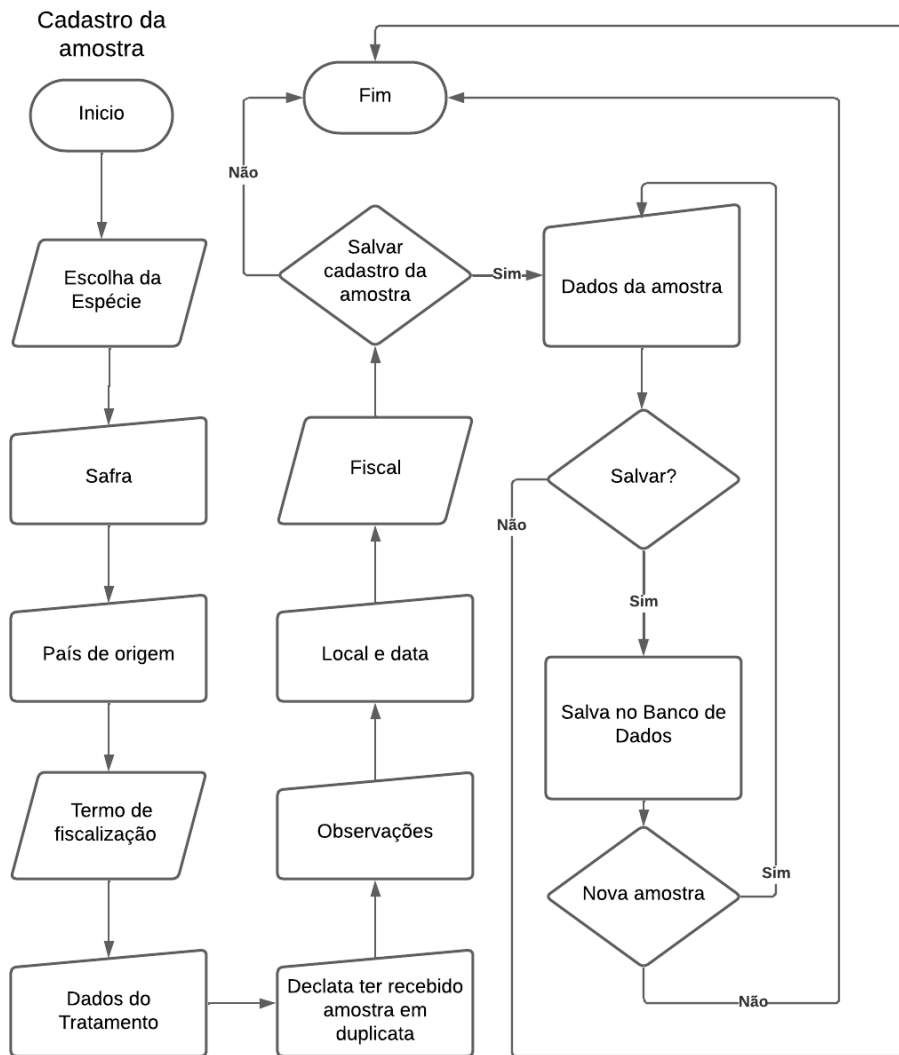 Cadastro da
amostra
Inicio
Escolha da
Espécie
Safra
País de origem
Termo de
fiscalização
Dados do
Tratamento
Declata ter recebido
amostra em
duplicata
Observações
Local e data
Fiscal
Salvar
cadastro da
amostra
Não
Fim
Sim
Dados da amostra
Salvar?
Não
Sim
Salva no Banco de
Dados
Nova amostra
Sim
Não